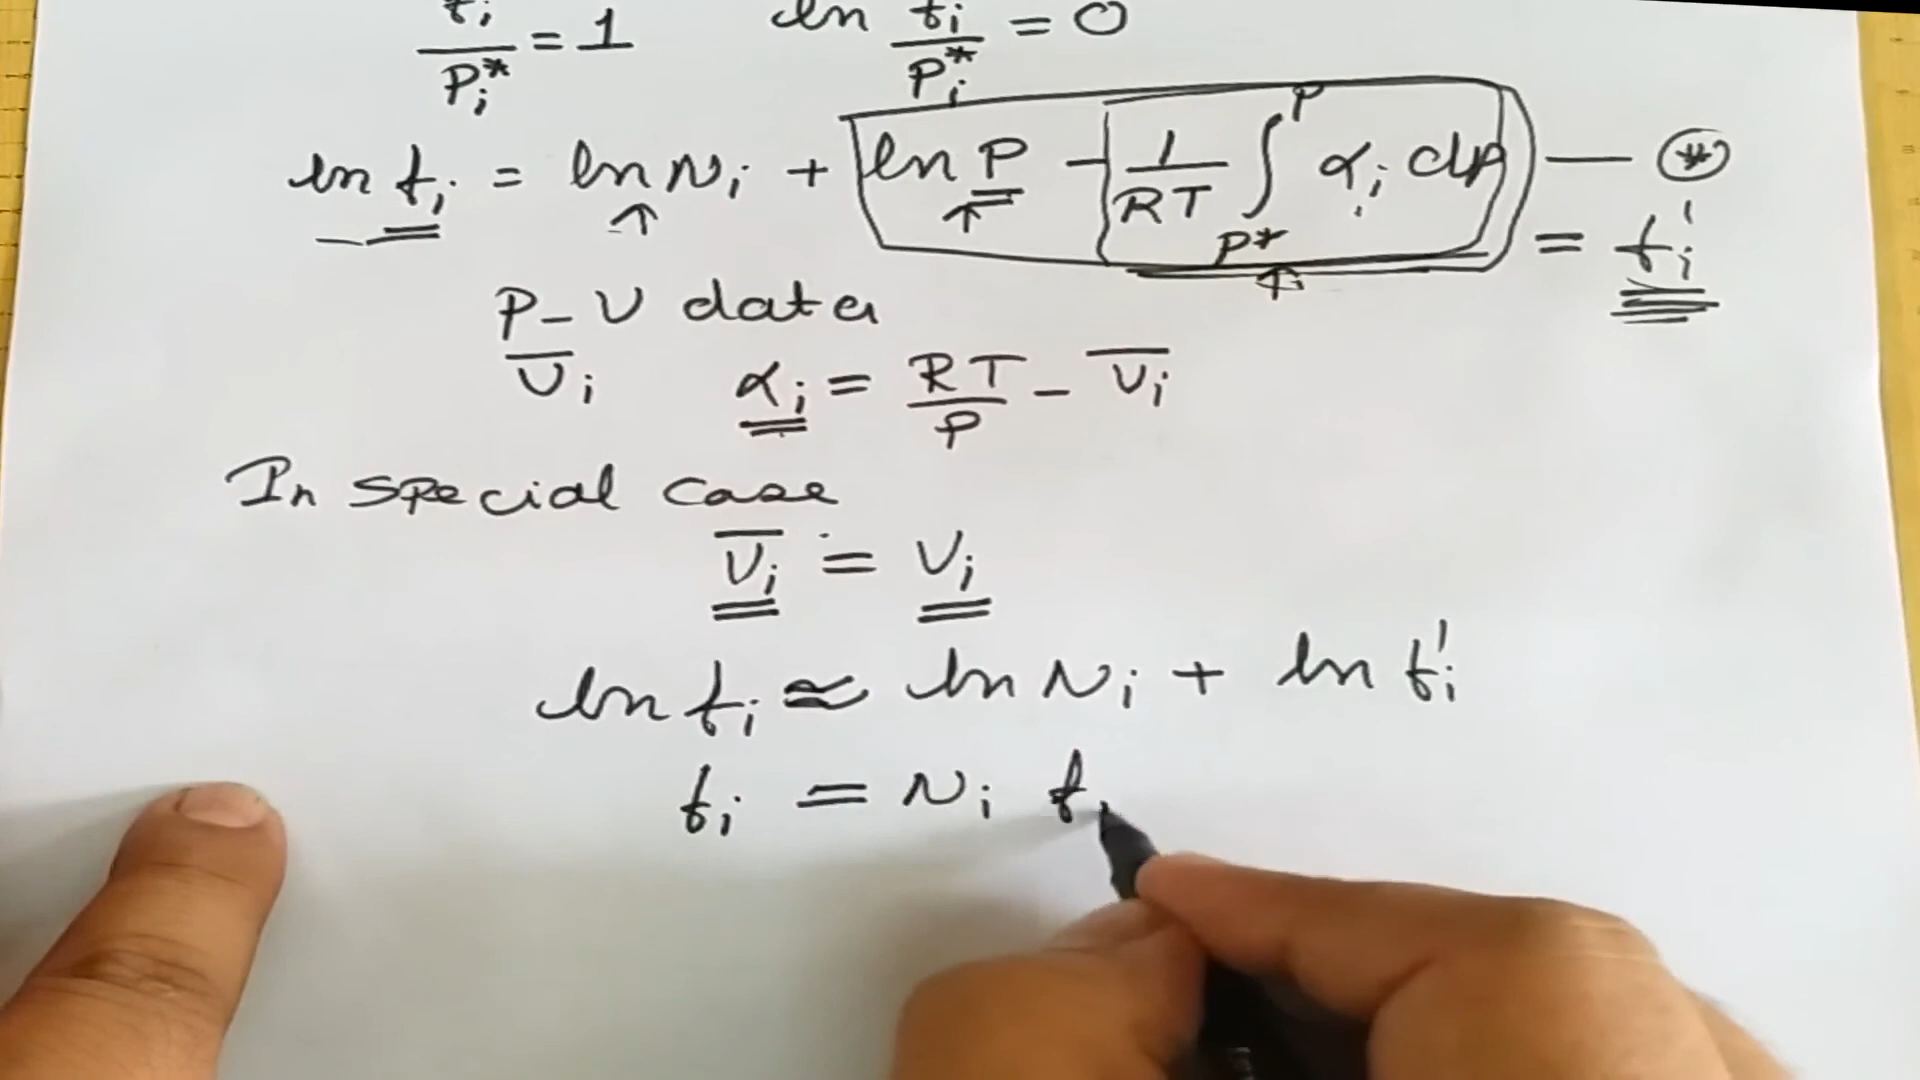 fᵢ/Pᵢ* = 1 ln fᵢ/Pᵢ* = 0
ln fᵢ = ln Nᵢ + ln P - 1/RT ∫_{P*}^{P} αᵢ dP — ⊛
= fᵢ'
P-V data
V̅ᵢ αᵢ = RT/P - V̅ᵢ
In special case
V̅ᵢ = Vᵢ
ln fᵢ ≈ ln Nᵢ + ln fᵢ'
fᵢ = Nᵢ fᵢ